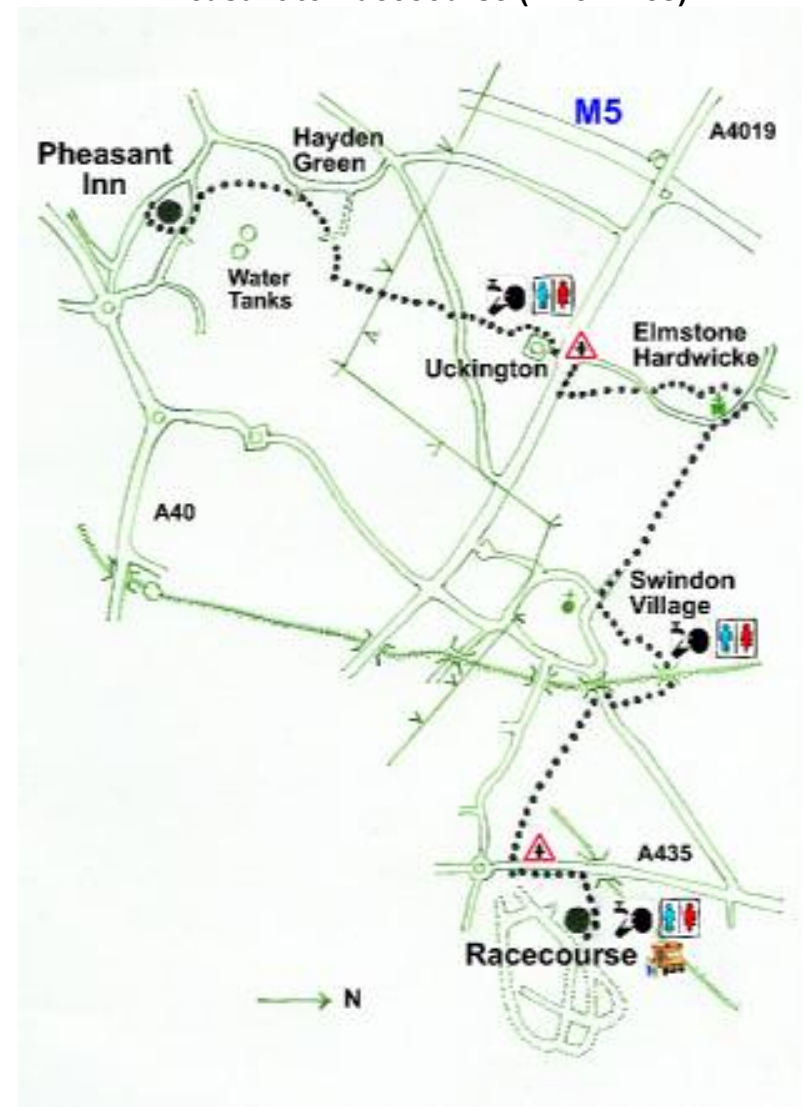 M5
A4019
Hayden
Green
Pheasant
Inn
Water
Tanks
Elmstone
Hardwicke
Uckington
A40
Swindon
Village
A435
Racecourse
N